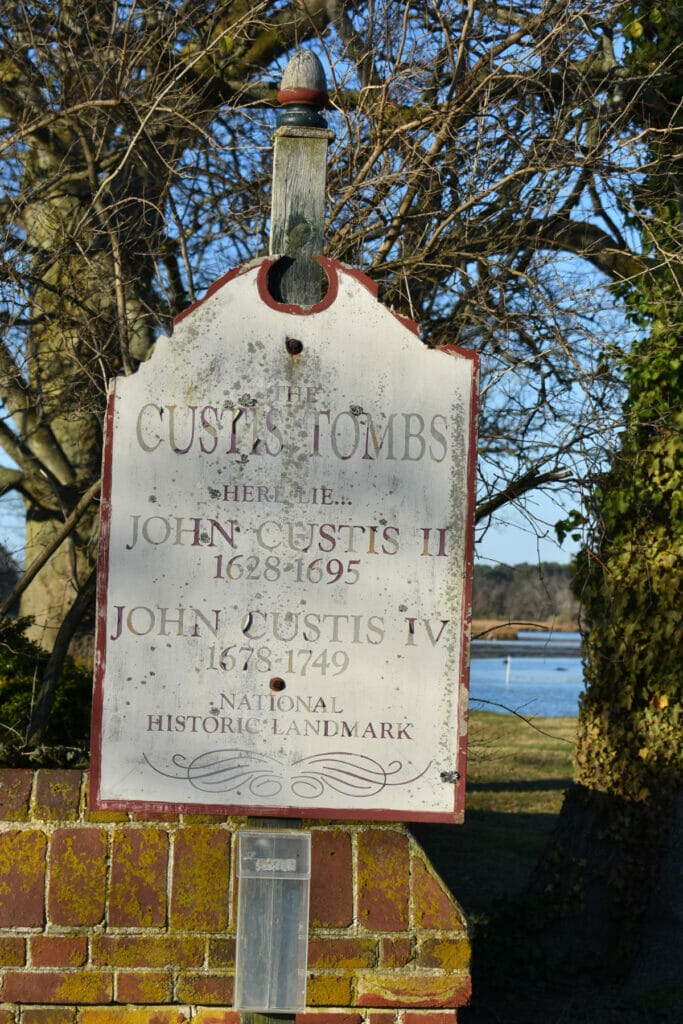 THE
CUSTIS TOMBS
HERE LIE...
JOHN CUSTIS II
1628-1695
JOHN CUSTIS IV
1678-1749
NATIONAL
HISTORIC LANDMARK